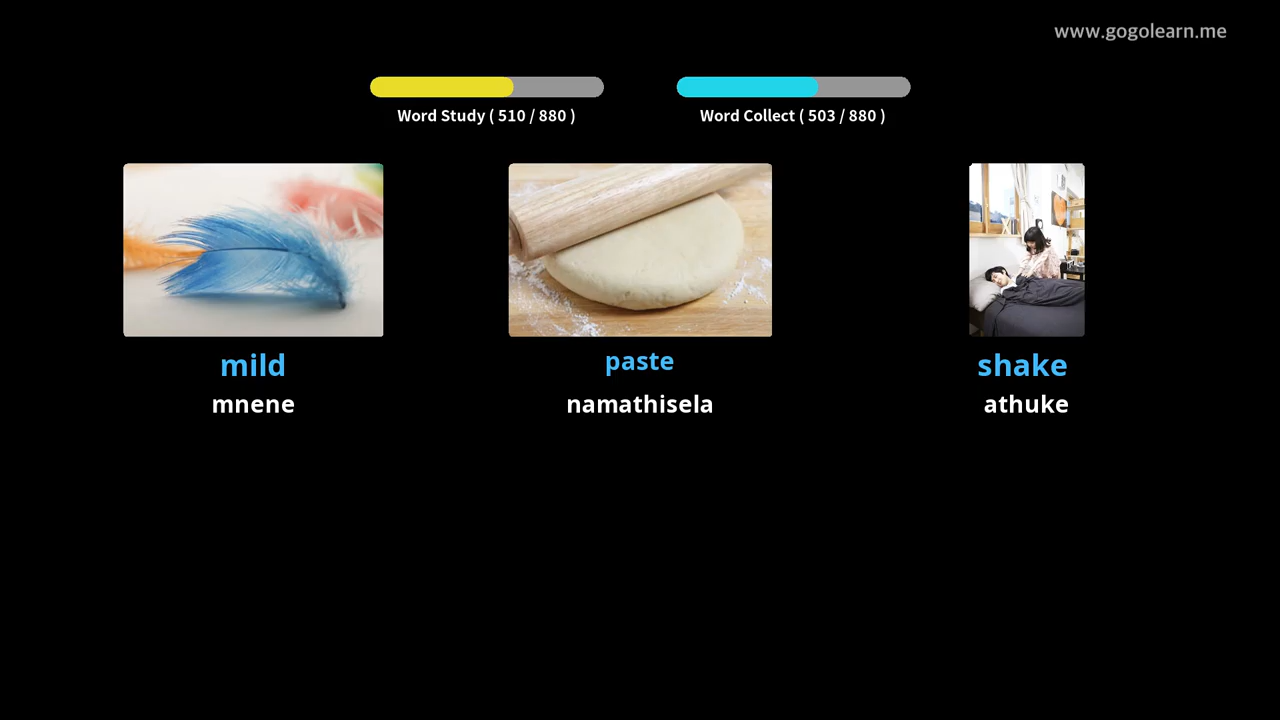 www.gogolearn.me
Word Study ( 510 / 880 )
Word Collect ( 503 / 880 )
mild
paste
shake
mnene
namathisela
athuke